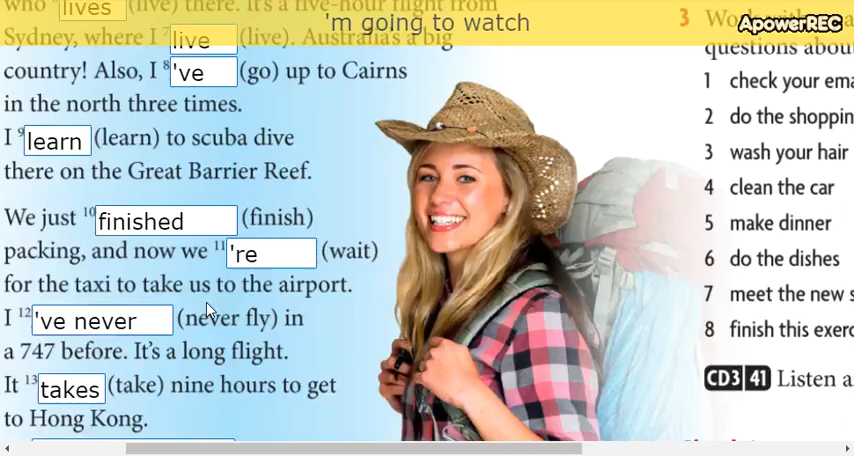 who lives (live) there. It's a five-hour flight from
'm going to watch
Sydney, where I 7 live (live). Australia's a big
country! Also, I 8 've (go) up to Cairns
in the north three times.
I 9 learn (learn) to scuba dive
there on the Great Barrier Reef.
We just 10 finished (finish)
packing, and now we 11 're (wait)
for the taxi to take us to the airport.
I 12 've never (never fly) in
a 747 before. It's a long flight.
It 13 takes (take) nine hours to get
to Hong Kong.
3
ApowerREC
questions about
1 check your ema
2 do the shoppin
3 wash your hair
4 clean the car
5 make dinner
6 do the dishes
7 meet the new s
8 finish this exerc
CD3 41 Listen a